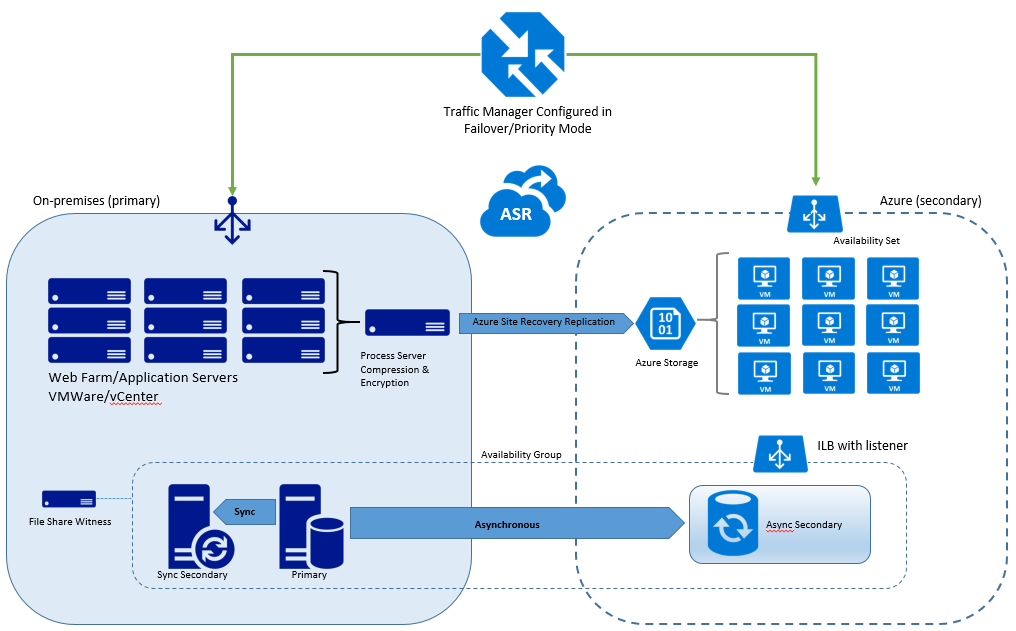 Traffic Manager Configured in
Failover/Priority Mode
On-premises (primary)
ASR
Azure (secondary)
Availability Set
VM
VM
VM
Azure Site Recovery Replication
10
01
VM
VM
VM
Process Server
Compression &
Encryption
Azure Storage
Web Farm/Application Servers
VMWare/vCenter
VM
VM
VM
Availability Group
ILB with listener
File Share Witness
Sync
Asynchronous
Async Secondary
Sync Secondary
Primary